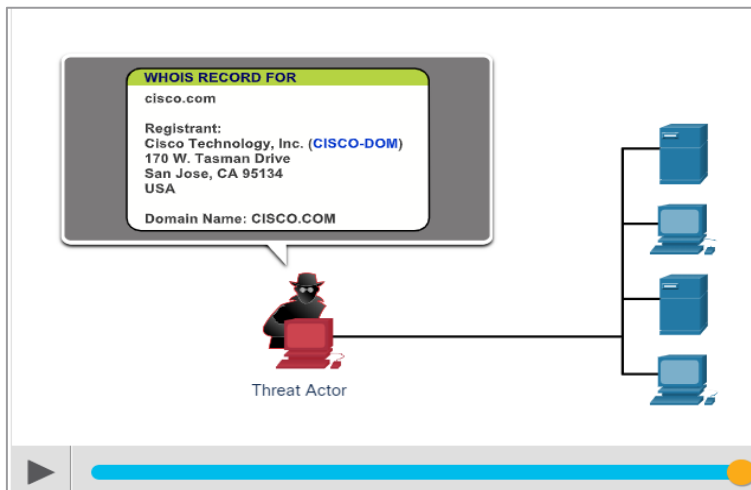 WHOIS RECORD FOR
cisco.com
Registrant:
Cisco Technology, Inc. (CISCO-DOM)
170 W. Tasman Drive
San Jose, CA 95134
USA
Domain Name: CISCO.COM
Threat Actor